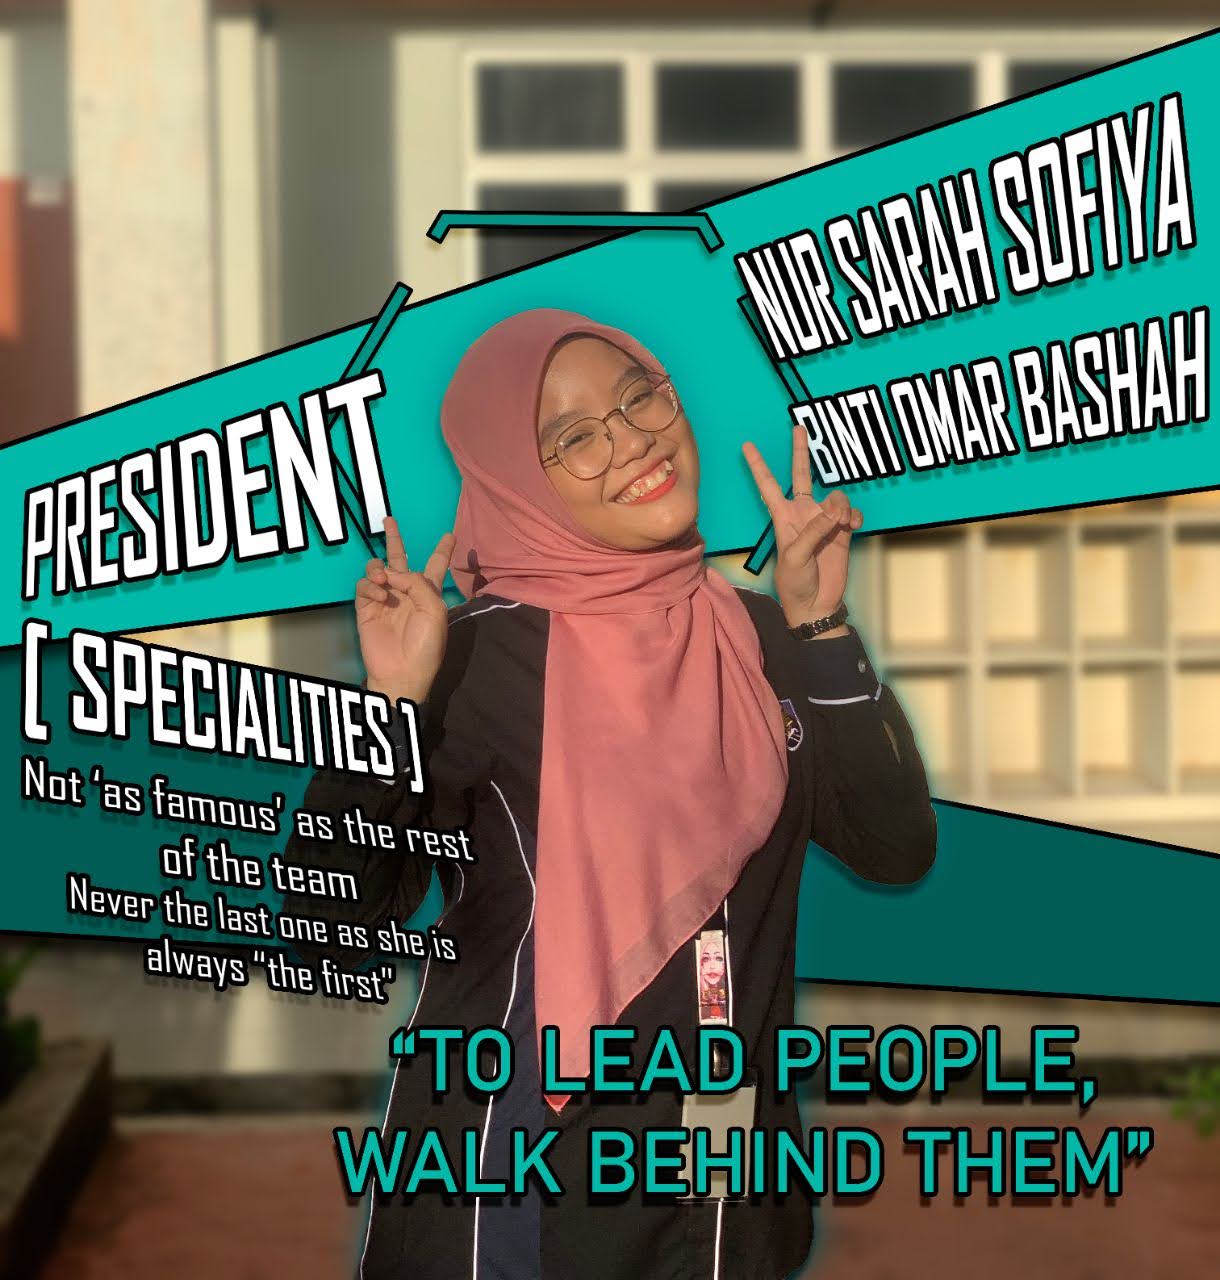 NUR SARAH SOFIYA
BINTI OMAR BASHAH
PRESIDENT
[ SPECIALITIES ]
Not ‘as famous' as the rest
of the team
Never the last one as she is
always “the first”
“TO LEAD PEOPLE,
WALK BEHIND THEM”